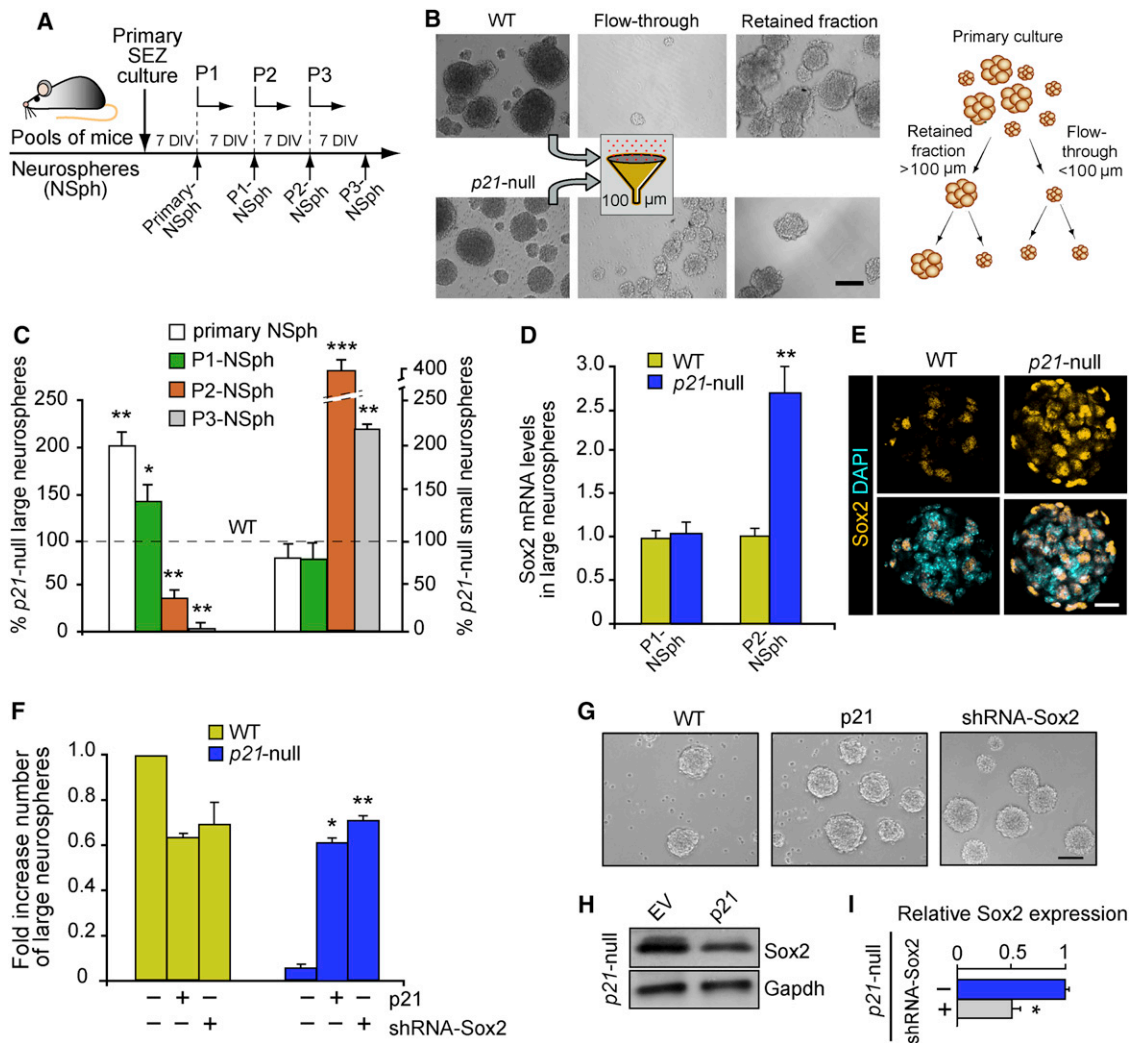 A
Primary
SEZ
culture
P1
P2
P3
Pools of mice
7 DIV
7 DIV
7 DIV
7 DIV
Neurospheres
(NSph)
Primary-
NSph
P1-
NSph
P2-
NSph
P3-
NSph
B
WT
Flow-through
Retained fraction
p21-null
100 µm
Primary culture
Retained
fraction
>100 µm
Flow-
through
<100 µm
C
primary NSph
P1-NSph
P2-NSph
P3-NSph
% p21-null large neurospheres
250
200
150
100
50
0
**
*
**
**
WT
***
**
400
250
250
200
150
100
50
0
% p21-null small neurospheres
D
WT
p21-null
**
Sox2 mRNA levels
in large neurospheres
3.0
2.5
2.0
1.5
1.0
0.5
0
P1-
NSph
P2-
NSph
E
WT
p21-null
Sox2 DAPI
F
WT
p21-null
Fold increase number
of large neurospheres
1.0
0.8
0.6
0.4
0.2
0
*
**
− + − − + − p21
− − + − − + shRNA-Sox2
G
WT
p21
shRNA-Sox2
H
EV
p21
p21-null
Sox2
Gapdh
I
Relative Sox2 expression
0
0.5
1
p21-null
shRNA-Sox2
−
+
*